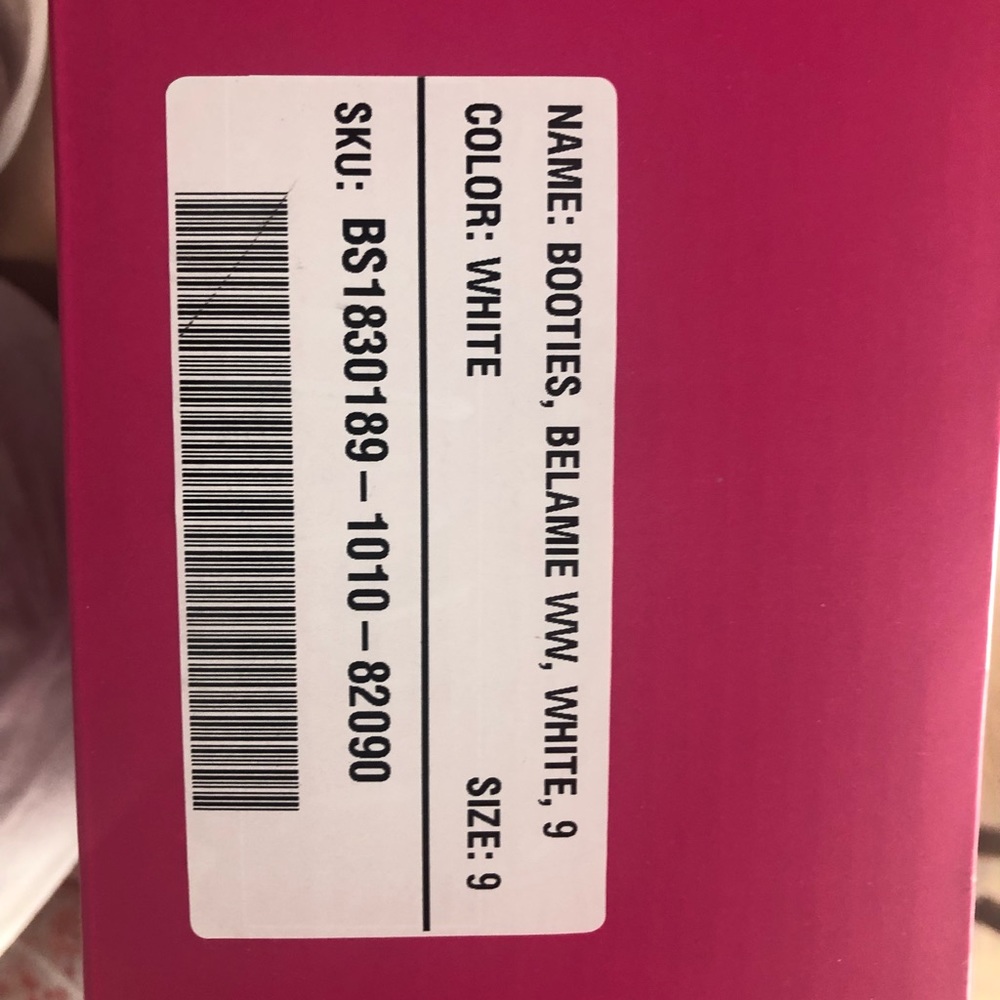 NAME: BOOTIES, BELAMIE WW, WHITE, 9
COLOR: WHITE SIZE: 9
SKU: BS1830189-1010-82090